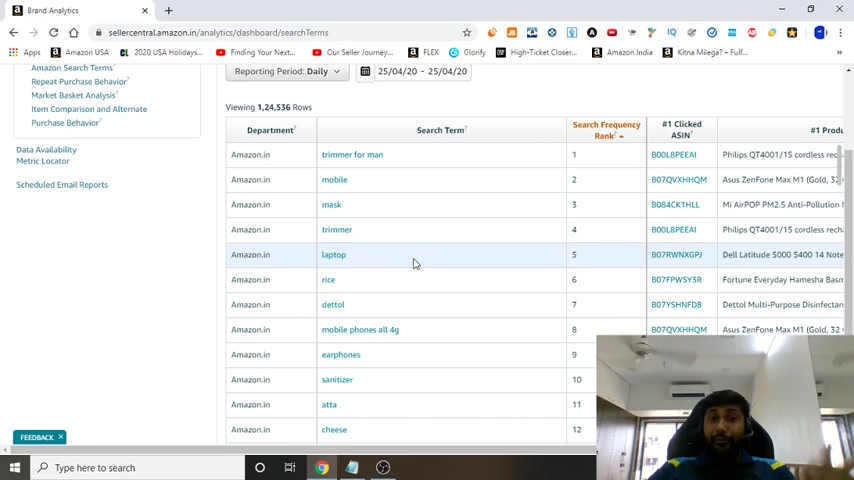 Brand Analytics
sellercentral.amazon.in/analytics/dashboard/searchTerms
Apps
Amazon USA
2020 USA Holidays...
Finding Your Next...
Our Seller Journey...
FLEX
Glorify
High-Ticket Closer...
Amazon India
Kitna Milega? – Fulf...
Amazon Search Terms
Repeat Purchase Behavior
Market Basket Analysis
Item Comparison and Alternate
Purchase Behavior
Data Availability
Metric Locator
Scheduled Email Reports
Reporting Period: Daily
25/04/20 - 25/04/20
Viewing 1,24,536 Rows
Department Search Term Search Frequency Rank #1 Clicked ASIN #1 Produ
Amazon.in trimmer for man 1 B00L8PEEAI Philips QT4001/15 cordless rec
Amazon.in mobile 2 B07QVXHHQM Asus ZenFone Max M1 (Gold, 32
Amazon.in mask 3 B084CK1HLL Mi AirPOP PM2.5 Anti-Pollution
Amazon.in trimmer 4 B00L8PEEAI Philips QT4001/15 cordless rech
Amazon.in laptop 5 B07RWNXGPJ Dell Latitude 5000 5400 14 Note
Amazon.in rice 6 B07FPWSY3R Fortune Everyday Hamesha Basm
Amazon.in dettol 7 B07YSHNFD8 Dettol Multi-Purpose Disinfectan
Amazon.in mobile phones all 4g 8 B07QVXHHQM Asus ZenFone Max M1 (Gold, 32
Amazon.in earphones 9
Amazon.in sanitizer 10
Amazon.in atta 11
Amazon.in cheese 12
FEEDBACK
Type here to search